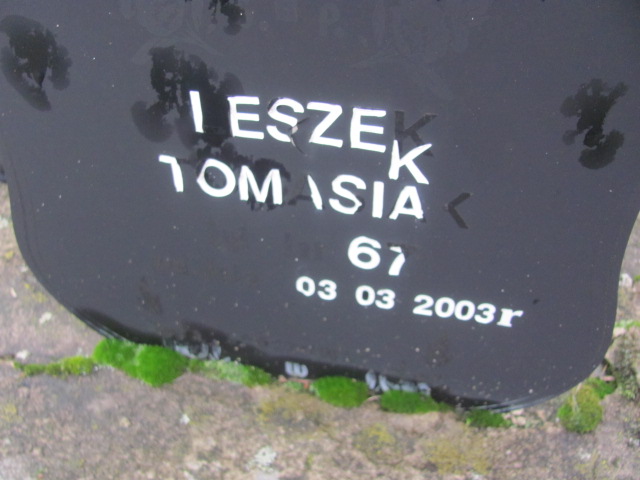 LESZEK
TOMASIAK
67
03 03 2003r